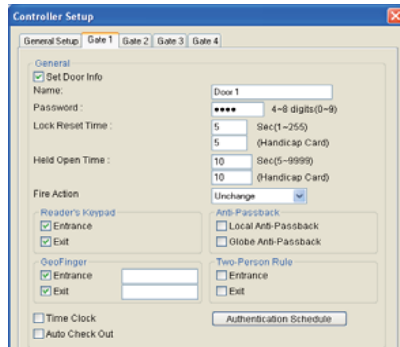 Controller Setup
General Setup Gate 1 Gate 2 Gate 3 Gate 4
General
Set Door Info
Name: Door 1
Password : •••• 4~8 digits(0~9)
Lock Reset Time : 5 Sec(1~255)
5 (Handicap Card)
Held Open Time : 10 Sec(5~9999)
10 (Handicap Card)
Fire Action Unchange
Reader's Keypad Anti-Passback
Entrance Local Anti-Passback
Exit Globe Anti-Passback
GeoFinger Two-Person Rule
Entrance Entrance
Exit Exit
Time Clock Authentication Schedule
Auto Check Out